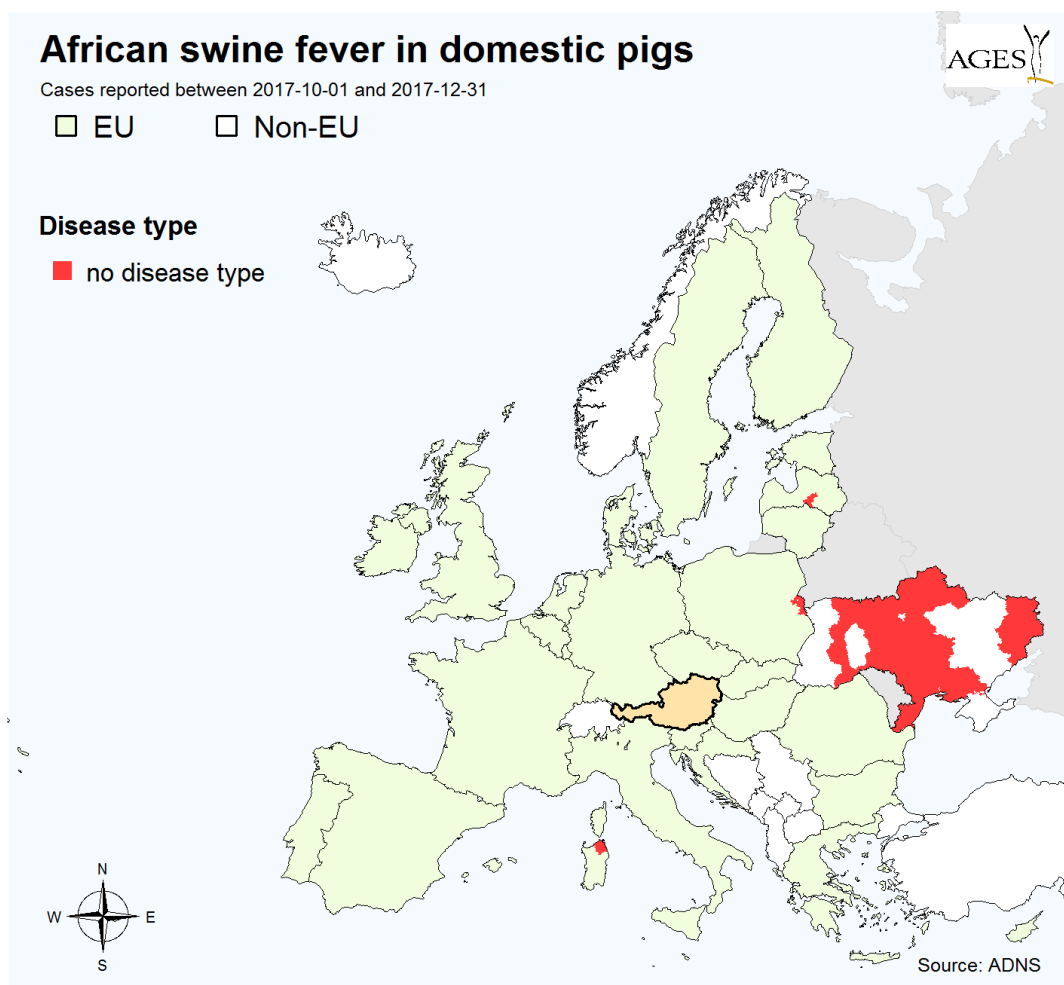 African swine fever in domestic pigs
Cases reported between 2017-10-01 and 2017-12-31
EU Non-EU
AGES
Disease type
no disease type
N
W E
S
Source: ADNS